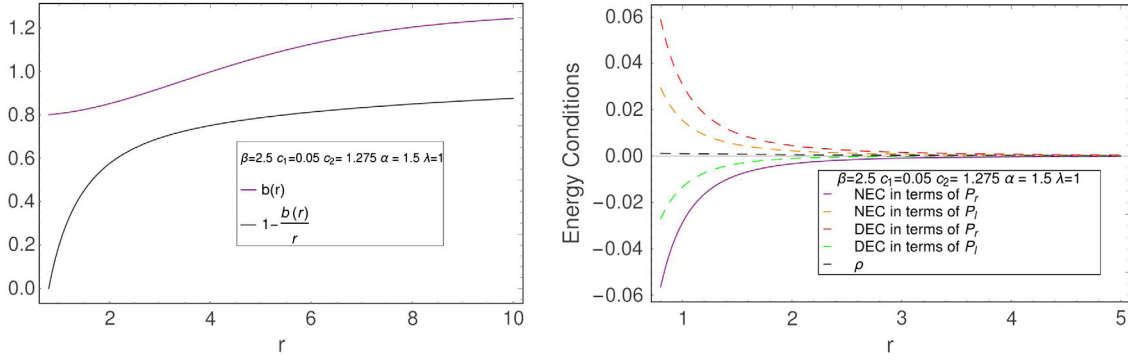 1.2
1.0
0.8
0.6
0.4
0.2
0.0
β=2.5 c₁=0.05 c₂= 1.275 α = 1.5 λ=1
b(r)
1−b(r)/r
2 4 6 8 10
r
Energy Conditions
0.06
0.04
0.02
0.00
−0.02
−0.04
−0.06
β=2.5 c₁=0.05 c₂= 1.275 α = 1.5 λ=1
NEC in terms of Pᵣ
NEC in terms of Pₗ
DEC in terms of Pᵣ
DEC in terms of Pₗ
ρ
1 2 3 4 5
r